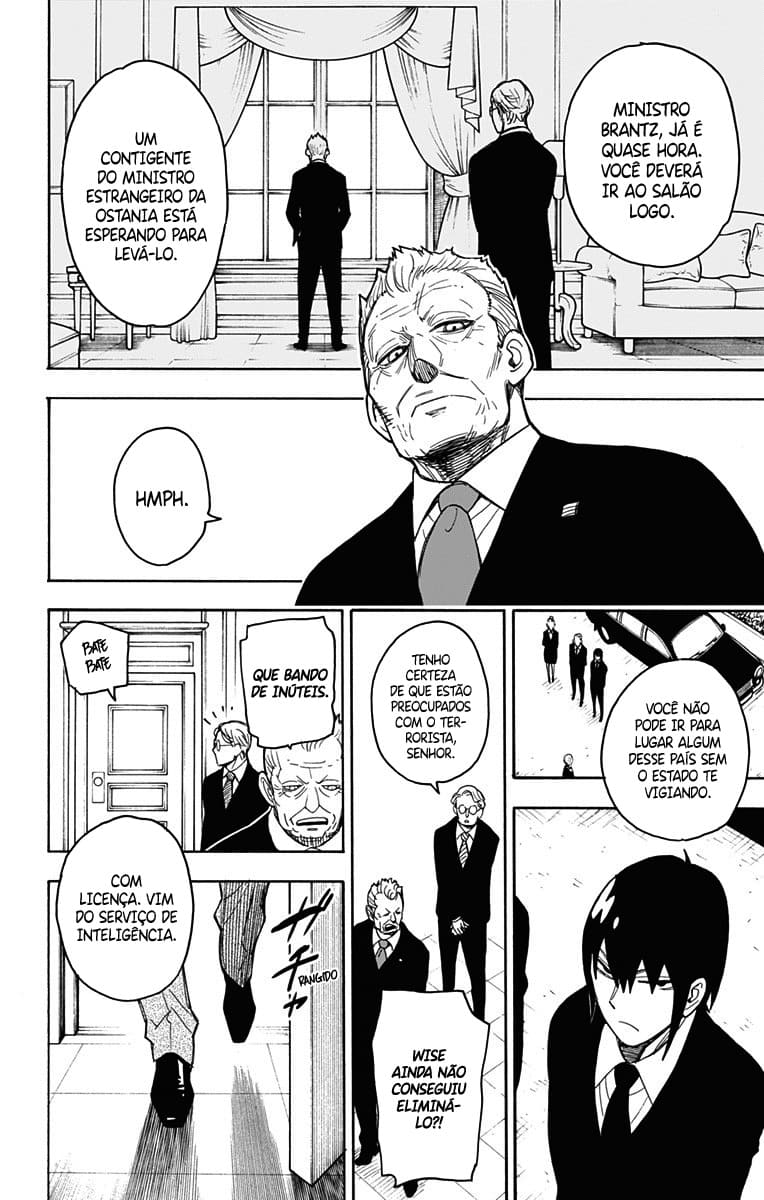 MINISTRO
BRANTZ, JÁ É
QUASE HORA.
VOCÊ DEVERÁ
IR AO SALÃO
LOGO.
UM
CONTIGENTE
DO MINISTRO
ESTRANGEIRO DA
OSTANIA ESTÁ
ESPERANDO PARA
LEVÁ-LO.
HMPH.
VOCÊ NÃO
PODE IR PARA
LUGAR ALGUM
DESSE PAÍS SEM
O ESTADO TE
VIGIANDO.
TENHO
CERTEZA
DE QUE ESTÃO
PREOCUPADOS
COM O TER-
RORISTA,
SENHOR.
WISE
AINDA NÃO
CONSEGUIU
ELIMINÁ-
LO?!
QUE BANDO
DE INÚTEIS.
BATE
BATE
ガチャ
RANGIDO
COM
LICENÇA. VIM
DO SERVIÇO DE
INTELIGÊNCIA.